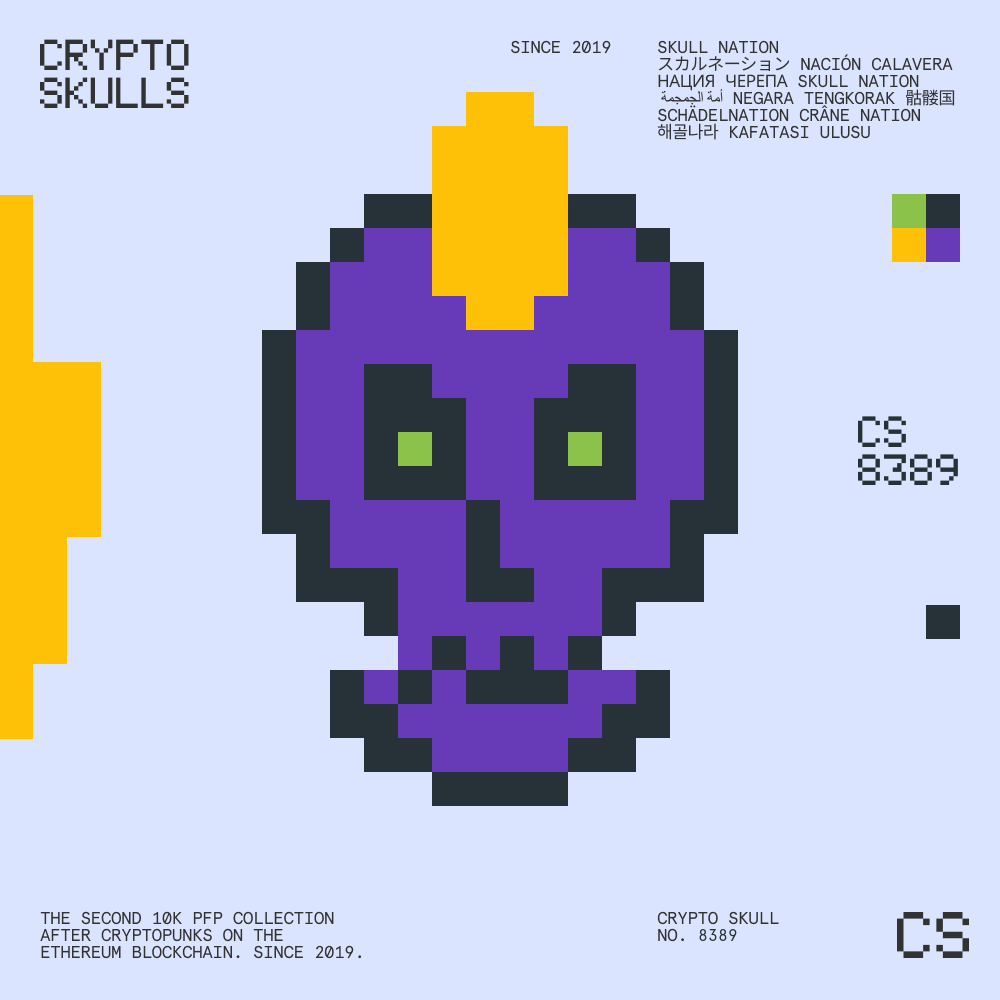 CRYPTO
SKULLS
SINCE 2019
SKULL NATION
スカルネーション NACIÓN CALAVERA
НАЦИЯ ЧЕРЕПА SKULL NATION
أمة الجمجمة NEGARA TENGKORAK 骷髅国
SCHÄDELNATION CRÂNE NATION
해골나라 KAFATASI ULUSU
CS
8389
THE SECOND 10K PFP COLLECTION
AFTER CRYPTOPUNKS ON THE
ETHEREUM BLOCKCHAIN. SINCE 2019.
CRYPTO SKULL
NO. 8389
CS